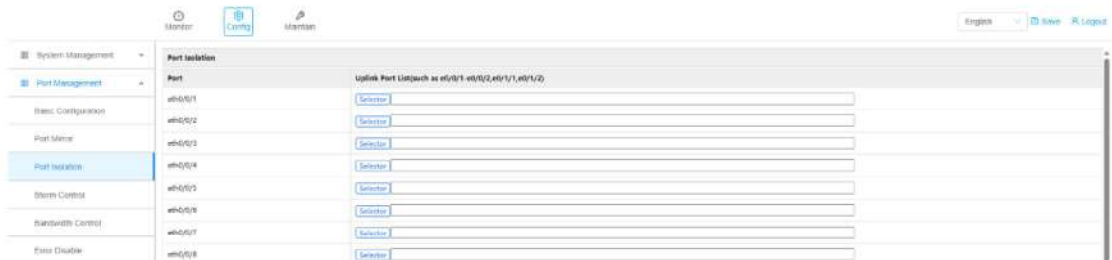 Monitor
Config
Maintain
English
Save
Logout
System Management
Port Management
Basic Configuration
Port Mirror
Port Isolation
Storm Control
Bandwidth Control
Error Disable
Port Isolation
Port Uplink Port List(such as e0/0/1-e0/0/2,e0/1/1,e0/1/2)
eth0/0/1 Selector
eth0/0/2 Selector
eth0/0/3 Selector
eth0/0/4 Selector
eth0/0/5 Selector
eth0/0/6 Selector
eth0/0/7 Selector
eth0/0/8 Selector